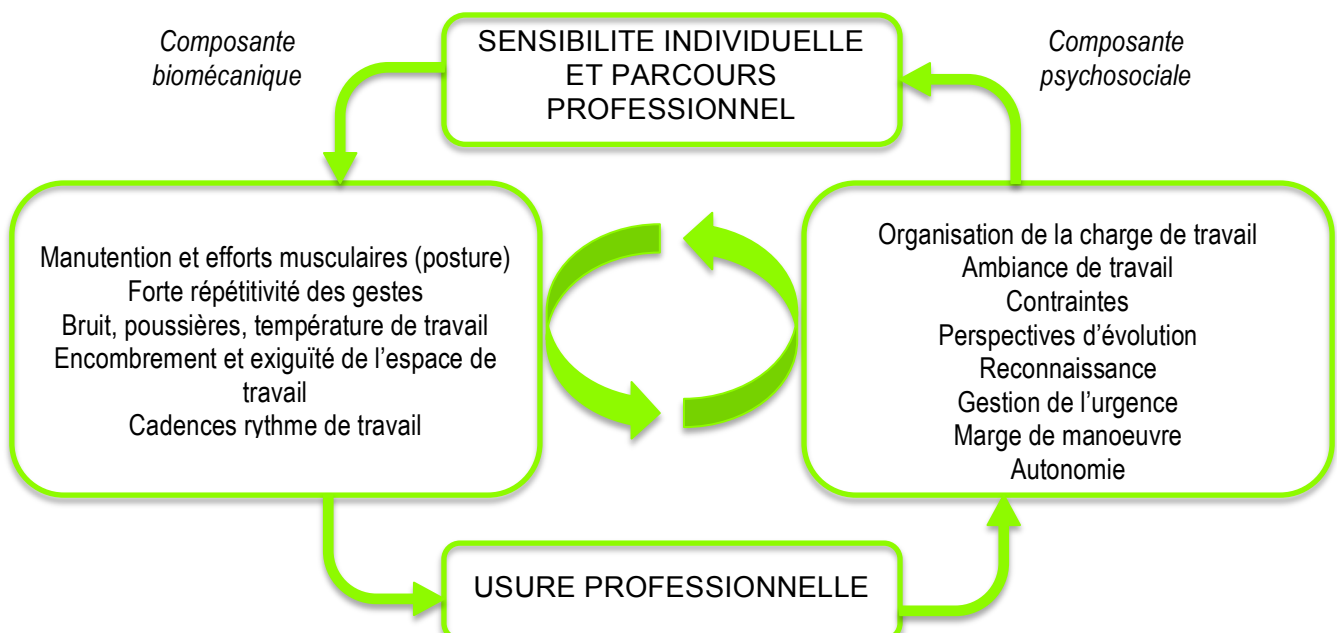 Composante
biomécanique
SENSIBILITE INDIVIDUELLE
ET PARCOURS
PROFESSIONNEL
Composante
psychosociale
Manutention et efforts musculaires (posture)
Forte répétitivité des gestes
Bruit, poussières, température de travail
Encombrement et exiguïté de l’espace de
travail
Cadences rythme de travail
Organisation de la charge de travail
Ambiance de travail
Contraintes
Perspectives d’évolution
Reconnaissance
Gestion de l’urgence
Marge de manoeuvre
Autonomie
USURE PROFESSIONNELLE